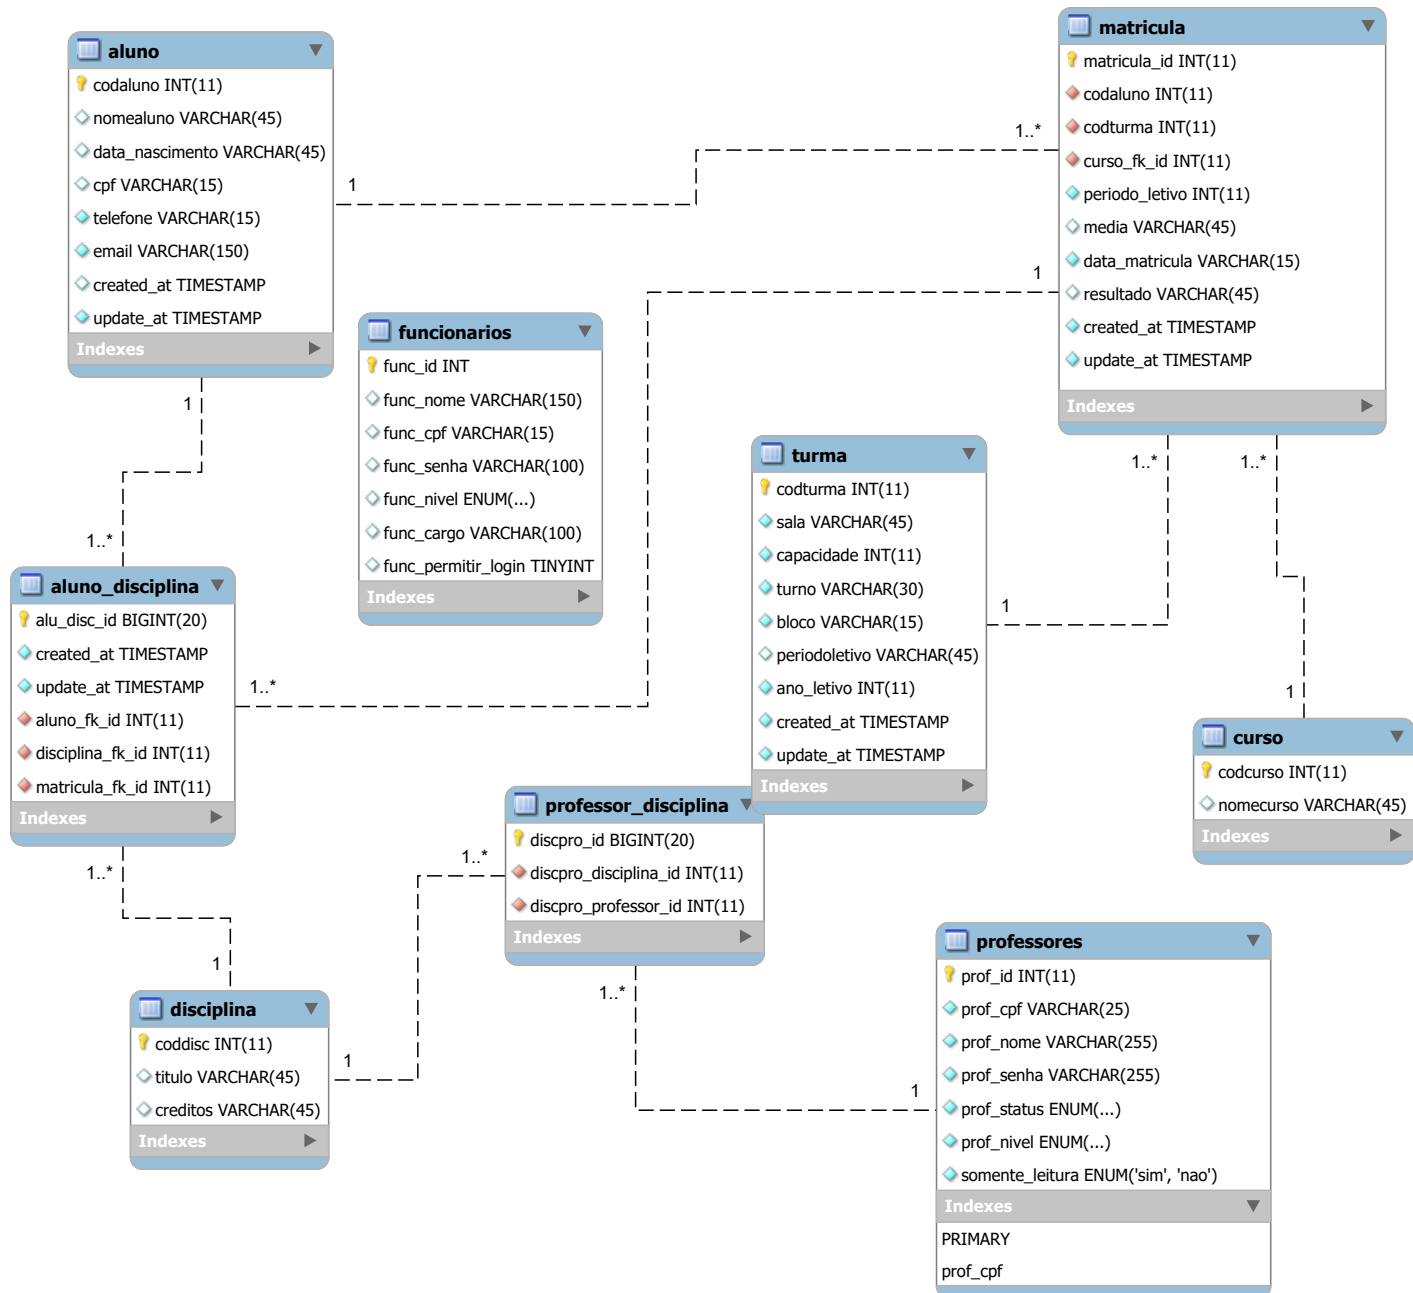 aluno
codaluno INT(11)
nomealuno VARCHAR(45)
data_nascimento VARCHAR(45)
cpf VARCHAR(15)
telefone VARCHAR(15)
email VARCHAR(150)
created_at TIMESTAMP
update_at TIMESTAMP
Indexes
matricula
matricula_id INT(11)
codaluno INT(11)
codturma INT(11)
curso_fk_id INT(11)
periodo_letivo INT(11)
media VARCHAR(45)
data_matricula VARCHAR(15)
resultado VARCHAR(45)
created_at TIMESTAMP
update_at TIMESTAMP
Indexes
1..*
1
1
1
1..*
1..*
1..*
funcionarios
func_id INT
func_nome VARCHAR(150)
func_cpf VARCHAR(15)
func_senha VARCHAR(100)
func_nivel ENUM(...)
func_cargo VARCHAR(100)
func_permitir_login TINYINT
Indexes
turma
codturma INT(11)
sala VARCHAR(45)
capacidade INT(11)
turno VARCHAR(30)
bloco VARCHAR(15)
periodoletivo VARCHAR(45)
ano_letivo INT(11)
created_at TIMESTAMP
update_at TIMESTAMP
Indexes
1
1
aluno_disciplina
alu_disc_id BIGINT(20)
created_at TIMESTAMP
update_at TIMESTAMP
aluno_fk_id INT(11)
disciplina_fk_id INT(11)
matricula_fk_id INT(11)
Indexes
1..*
curso
codcurso INT(11)
nomecurso VARCHAR(45)
Indexes
professor_disciplina
discpro_id BIGINT(20)
discpro_disciplina_id INT(11)
discpro_professor_id INT(11)
Indexes
1..*
1..*
1
1..*
1
1
disciplina
coddisc INT(11)
titulo VARCHAR(45)
creditos VARCHAR(45)
Indexes
professores
prof_id INT(11)
prof_cpf VARCHAR(25)
prof_nome VARCHAR(255)
prof_senha VARCHAR(255)
prof_status ENUM(...)
prof_nivel ENUM(...)
somente_leitura ENUM('sim', 'nao')
Indexes
PRIMARY
prof_cpf